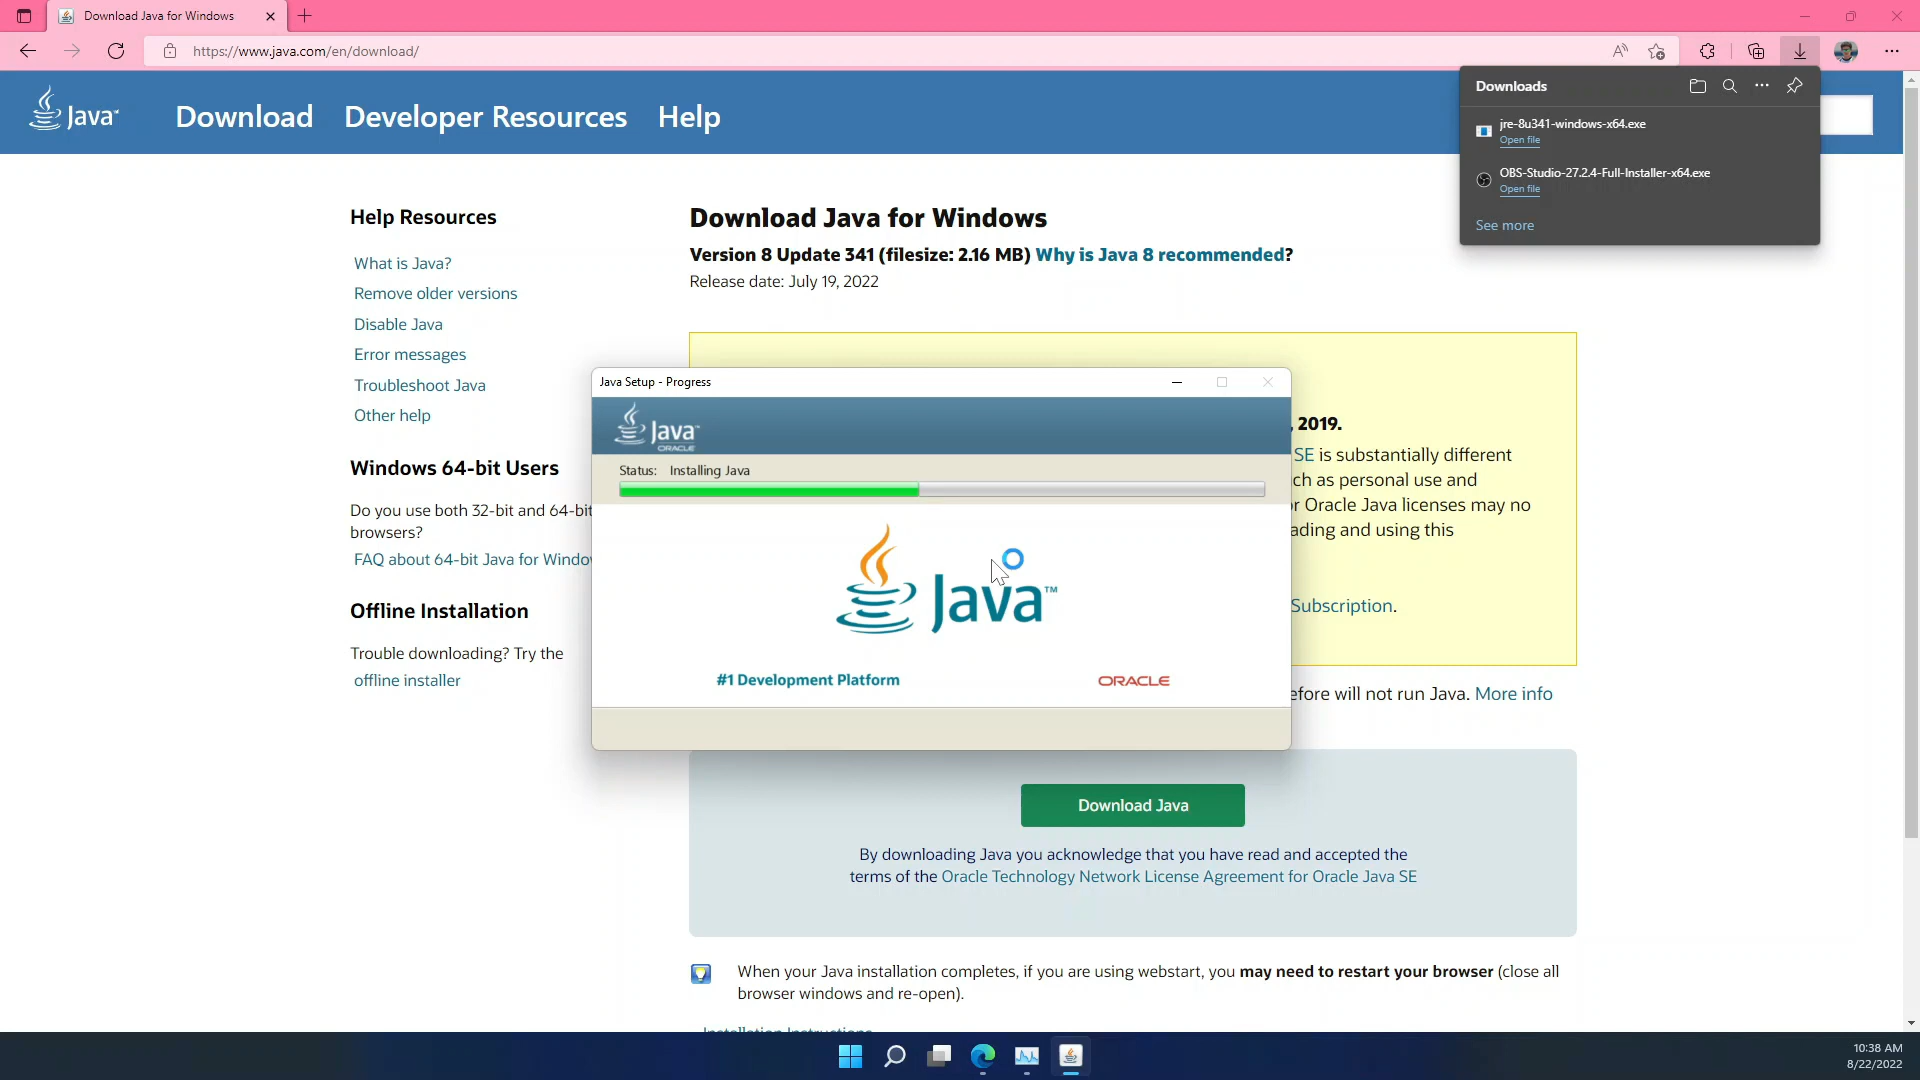 Download Java for Windows
https://www.java.com/en/download/
Java
Download
Developer Resources
Help
Downloads
jre-8u341-windows-x64.exe
Open file
OBS-Studio-27.2.4-Full-Installer-x64.exe
Open file
See more
Help Resources
What is Java?
Remove older versions
Disable Java
Error messages
Troubleshoot Java
Other help
Windows 64-bit Users
Do you use both 32-bit and 64-bit
browsers?
FAQ about 64-bit Java for Windo
Offline Installation
Trouble downloading? Try the
offline installer
Download Java for Windows
Version 8 Update 341 (filesize: 2.16 MB) Why is Java 8 recommended?
Release date: July 19, 2022
, 2019.
SE is substantially different
ch as personal use and
r Oracle Java licenses may no
ading and using this
Subscription.
efore will not run Java. More info
Java Setup - Progress
Java™
ORACLE
Status: Installing Java
Java™
#1 Development Platform
ORACLE
Download Java
By downloading Java you acknowledge that you have read and accepted the
terms of the Oracle Technology Network License Agreement for Oracle Java SE
When your Java installation completes, if you are using webstart, you may need to restart your browser (close all
browser windows and re-open).
Installation Instructions
10:38 AM
8/22/2022